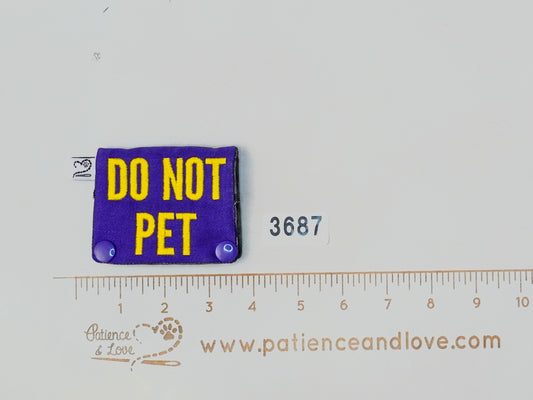 DO NOT
PET
3687
1 2 3 4 5 6 7 8 9 10
Patience
& Love
www.patienceandlove.com